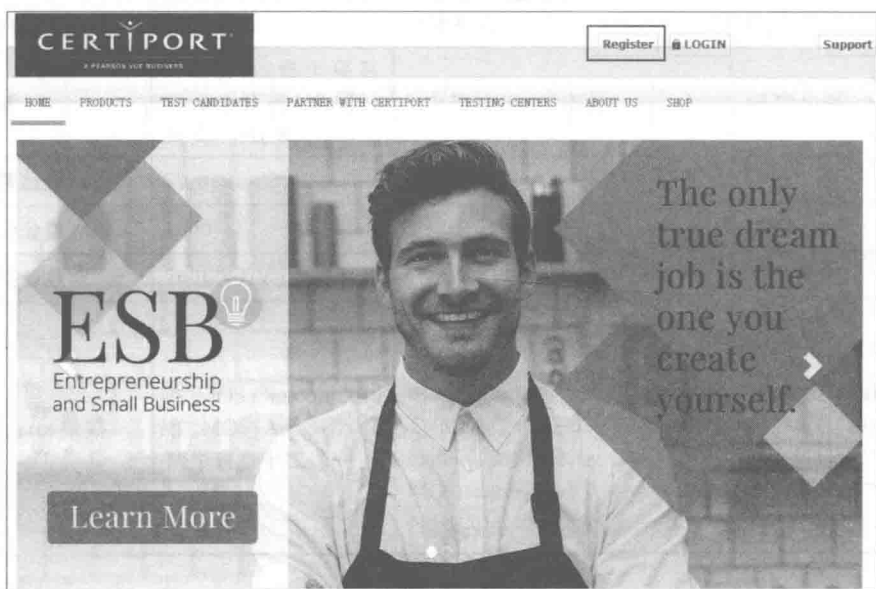 CERTIPORT
A PEARSON VUE BUSINESS
Register LOGIN Support
HOME PRODUCTS TEST CANDIDATES PARTNER WITH CERTIPORT TESTING CENTERS ABOUT US SHOP
The only
true dream
job is the
one you
create
yourself.
ESB
Entrepreneurship
and Small Business
Learn More